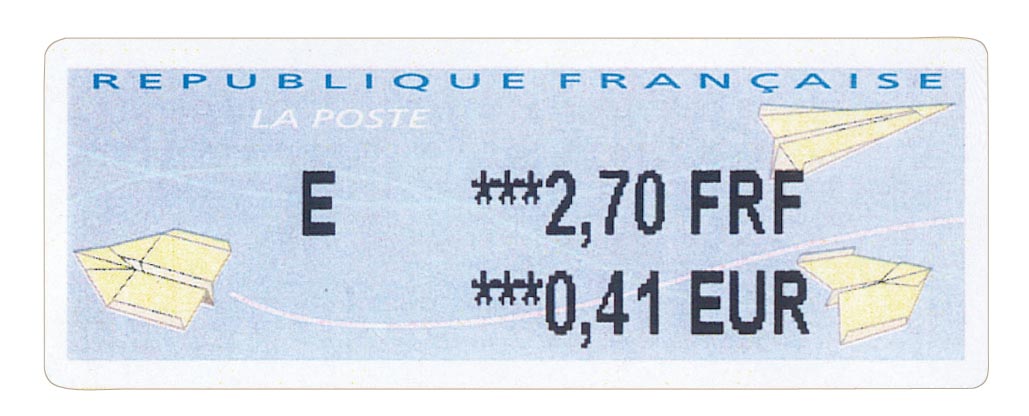 REPUBLIQUE FRANÇAISE
LA POSTE
E ***2,70 FRF
***0,41 EUR